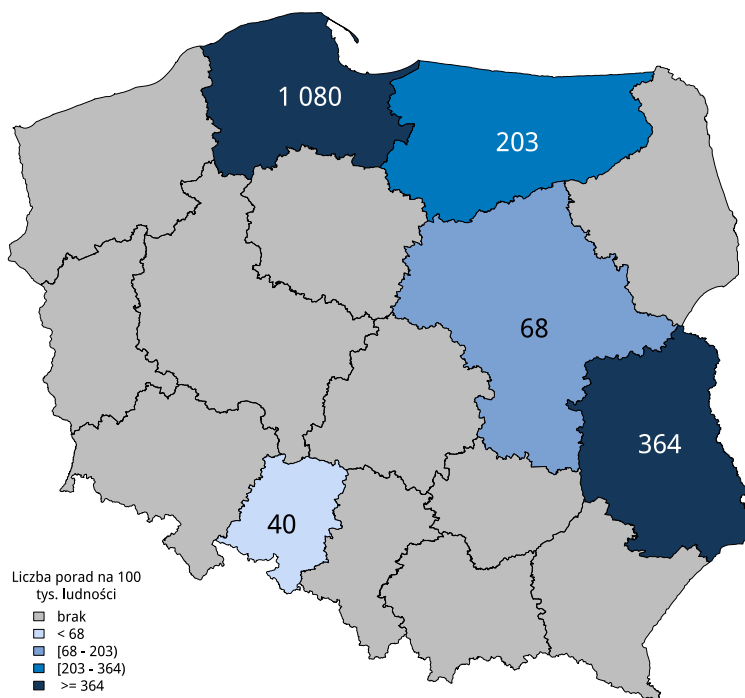 1 080
203
68
364
40
Liczba porad na 100
tys. ludności
brak
< 68
[68 - 203)
[203 - 364)
>= 364